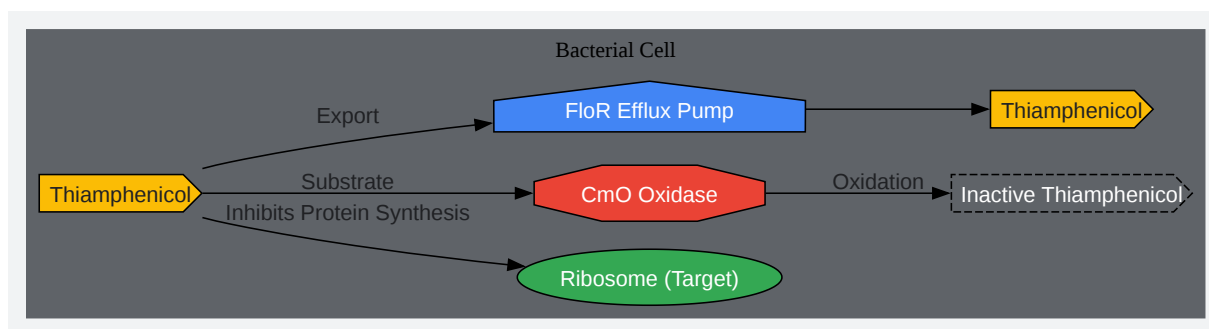 Bacterial Cell
Export
FloR Efflux Pump
Thiamphenicol
Thiamphenicol
Substrate
CmO Oxidase
Oxidation
Inactive Thiamphenicol
Inhibits Protein Synthesis
Ribosome (Target)